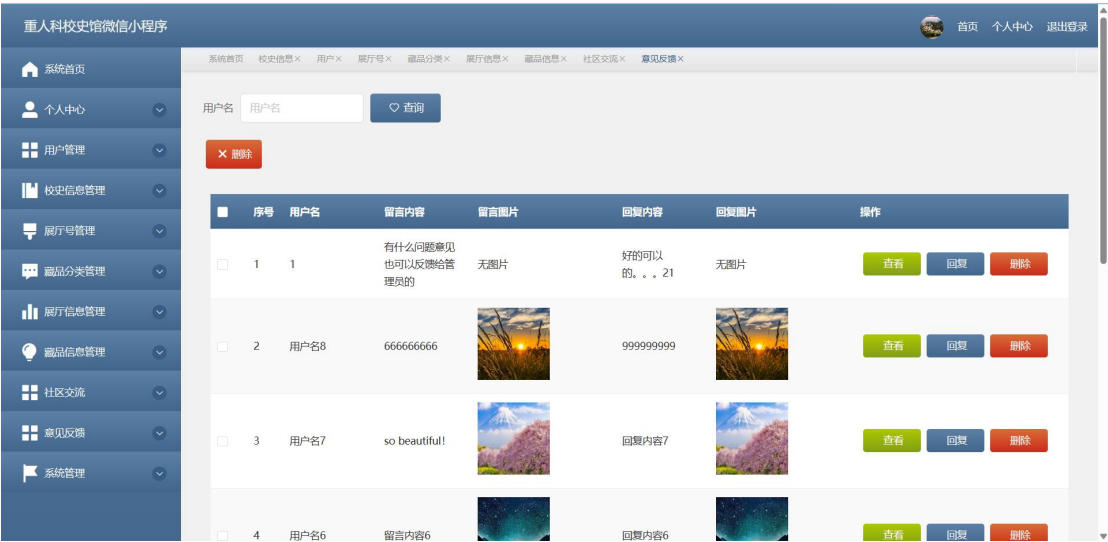 重人科校史馆微信小程序
首页 个人中心 退出登录
系统首页 校史信息× 用户× 展厅号× 藏品分类× 展厅信息× 藏品信息× 社区交流× 意见反馈×
系统首页
个人中心
用户管理
校史信息管理
展厅号管理
藏品分类管理
展厅信息管理
藏品信息管理
社区交流
意见反馈
系统管理
用户名 用户名 查询
删除
序号 用户名 留言内容 留言图片 回复内容 回复图片 操作
1 1 有什么问题意见
也可以反馈给管
理员的 无图片 好的可以
的。。。21 无图片 查看 回复 删除
2 用户名8 666666666 999999999 查看 回复 删除
3 用户名7 so beautiful! 回复内容7 查看 回复 删除
4 用户名6 留言内容6 回复内容6 查看 回复 删除